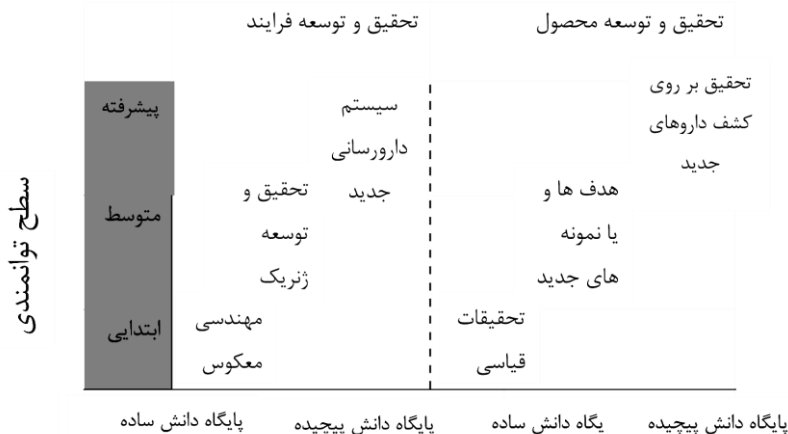 تحقیق و توسعه محصول
تحقیق و توسعه فرایند
تحقیق بر روی
کشف داروهای
جدید
سیستم
دارورسانی
جدید
پیشرفته
هدف ها و
یا نمونه
های جدید
تحقیق و
توسعه
ژنریک
متوسط
تحقیقات
قیاسی
مهندسی
معکوس
ابتدایی
سطح توانمندی
پایگاه دانش پیچیده
یگاه دانش ساده
پایگاه دانش پیچیده
پایگاه دانش ساده